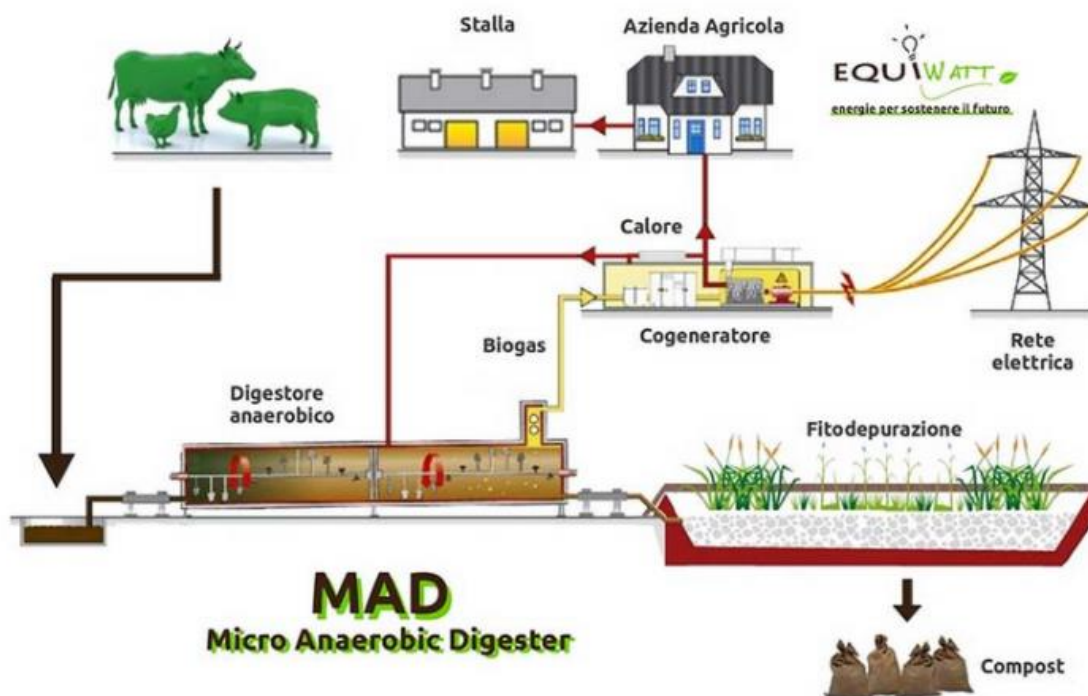 Stalla
Azienda Agricola
EQUIWATT
energie per sostenere il futuro
Calore
Cogeneratore
Rete
elettrica
Biogas
Digestore
anaerobico
Fitodepurazione
MAD
Micro Anaerobic Digester
Compost